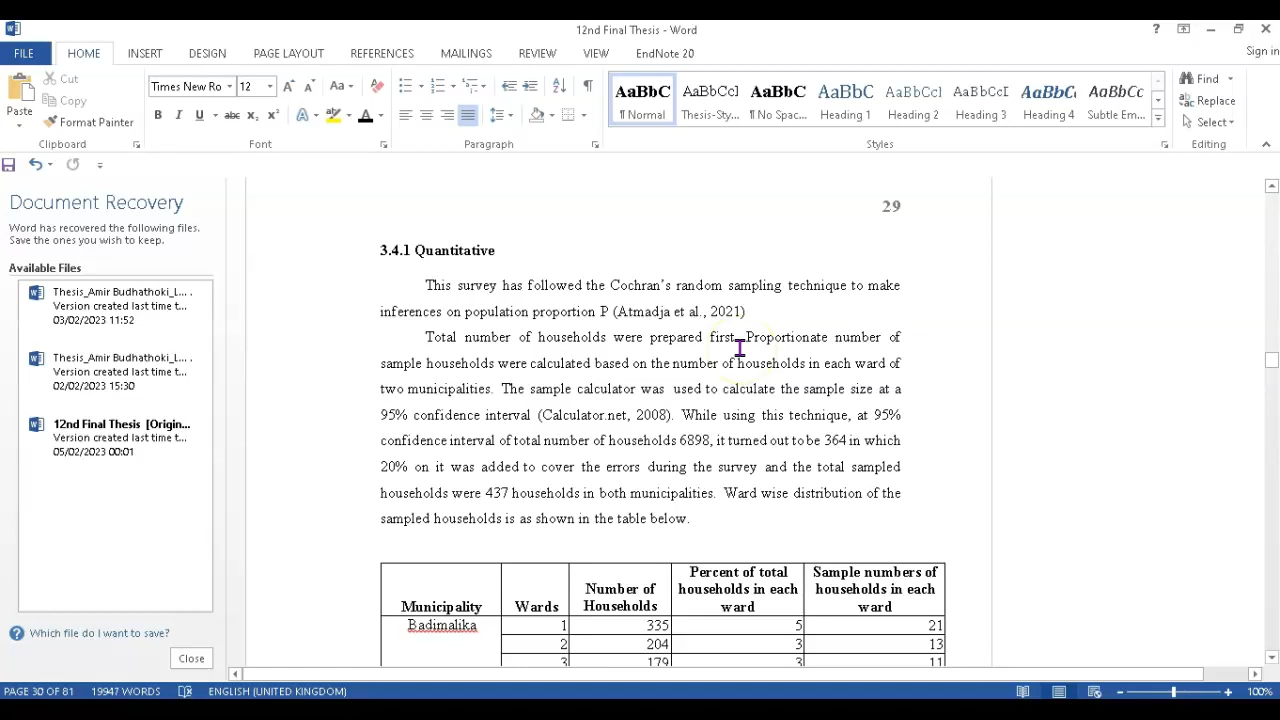 12nd Final Thesis - Word
Sign in
FILE HOME INSERT DESIGN PAGE LAYOUT REFERENCES MAILINGS REVIEW VIEW EndNote 20
Paste
Cut
Copy
Format Painter
Clipboard
Times New Ro 12
Font
Paragraph
AaBbC AaBbCcI AaBbC AaBbC AaBbCcI AaBbCcD AaBbCc AaBbCc
¶ Normal Thesis-Sty... ¶ No Spac... Heading 1 Heading 2 Heading 3 Heading 4 Subtle Em...
Styles
Find
Replace
Select
Editing
Document Recovery
Word has recovered the following files.
Save the ones you wish to keep.
Available Files
Thesis_Amir Budhathoki_L... .
Version created last time t...
03/02/2023 11:52
Thesis_Amir Budhathoki_L... .
Version created last time t...
02/02/2023 15:30
12nd Final Thesis [Origin...
Version created last time t...
05/02/2023 00:01
Which file do I want to save?
Close
29
3.4.1 Quantitative
This survey has followed the Cochran's random sampling technique to make
inferences on population proportion P (Atmadja et al., 2021)
Total number of households were prepared first. Proportionate number of
sample households were calculated based on the number of households in each ward of
two municipalities. The sample calculator was used to calculate the sample size at a
95% confidence interval (Calculator.net, 2008). While using this technique, at 95%
confidence interval of total number of households 6898, it turned out to be 364 in which
20% on it was added to cover the errors during the survey and the total sampled
households were 437 households in both municipalities. Ward wise distribution of the
sampled households is as shown in the table below.
Municipality Wards Number of Households Percent of total households in each ward Sample numbers of households in each ward
Badimalika 1 335 5 21
2 204 3 13
3 179 3 11
PAGE 30 OF 81 19947 WORDS ENGLISH (UNITED KINGDOM) 100%